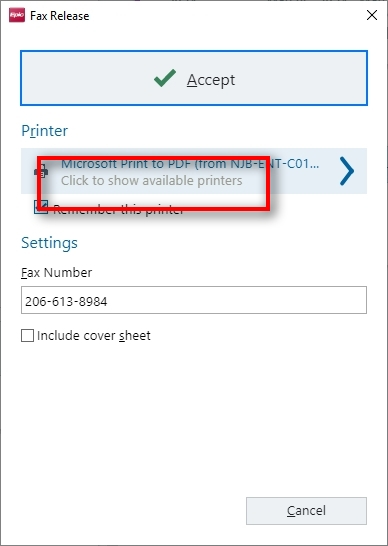 Epic Fax Release
Accept
Printer
Microsoft Print to PDF (from NJB-ENT-C01...
Click to show available printers
Remember this printer
Settings
Fax Number
206-613-8984
Include cover sheet
Cancel